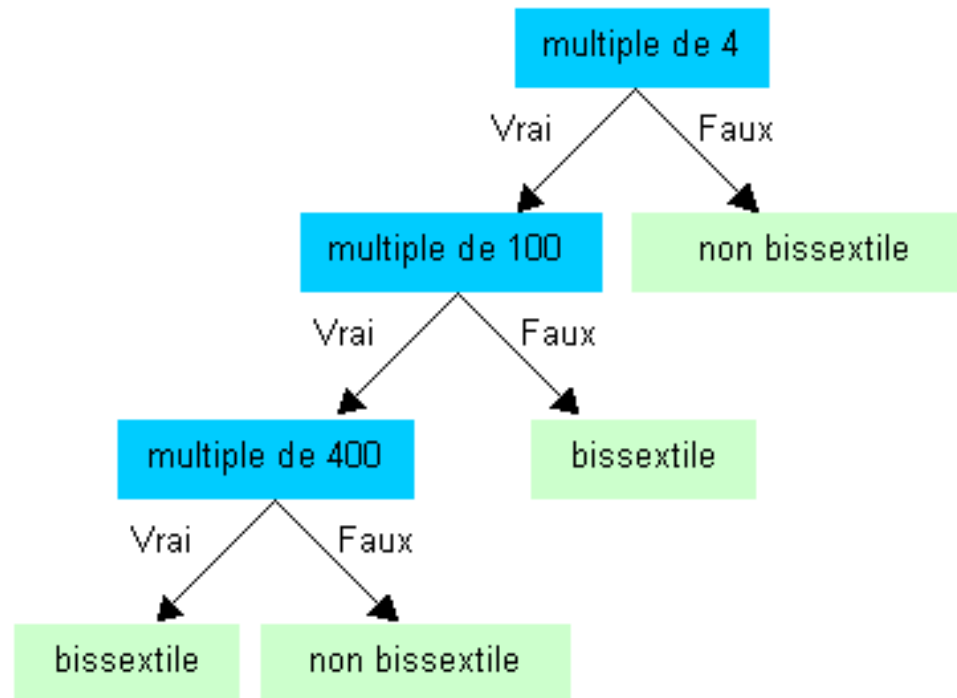 multiple de 4
Vrai
Faux
multiple de 100
non bissextile
Vrai
Faux
multiple de 400
bissextile
Vrai
Faux
bissextile
non bissextile